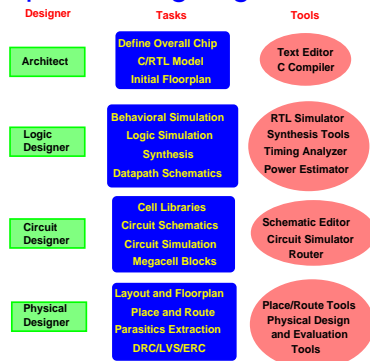 Designer Tasks Tools
Architect
Define Overall Chip
C/RTL Model
Initial Floorplan
Text Editor
C Compiler
Logic
Designer
Behavioral Simulation
Logic Simulation
Synthesis
Datapath Schematics
RTL Simulator
Synthesis Tools
Timing Analyzer
Power Estimator
Circuit
Designer
Cell Libraries
Circuit Schematics
Circuit Simulation
Megacell Blocks
Schematic Editor
Circuit Simulator
Router
Physical
Designer
Layout and Floorplan
Place and Route
Parasitics Extraction
DRC/LVS/ERC
Place/Route Tools
Physical Design
and Evaluation
Tools